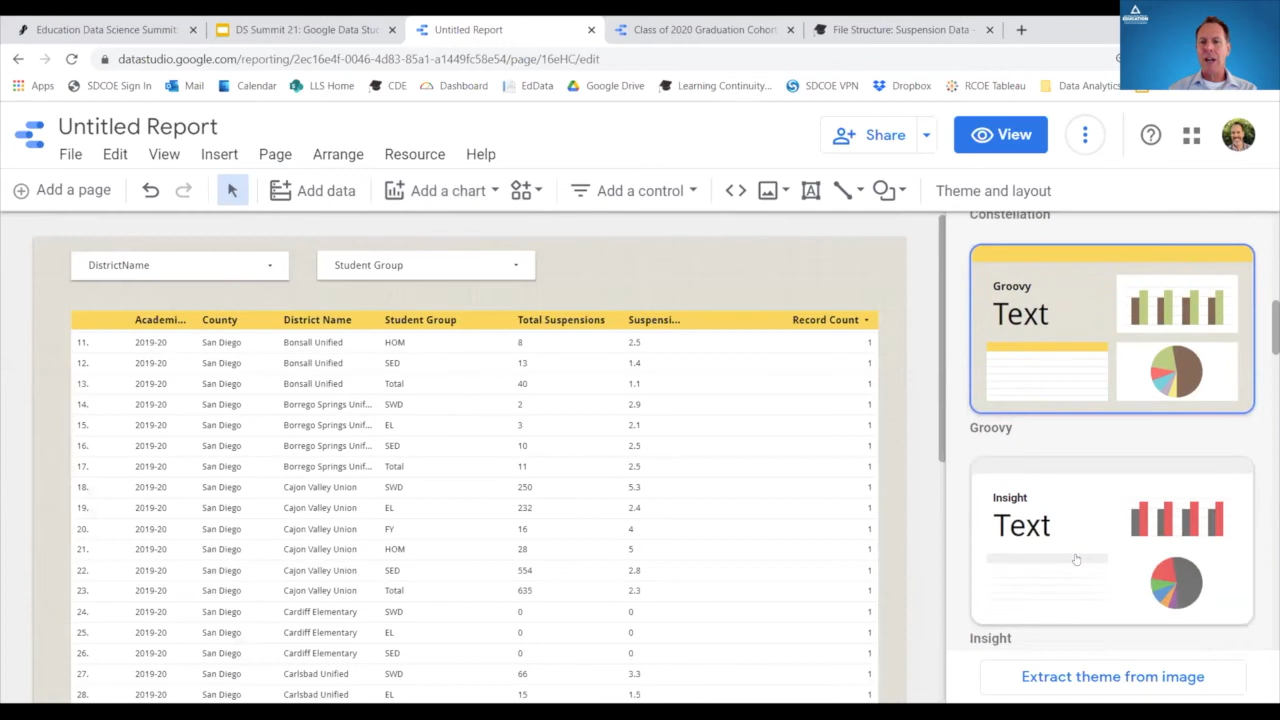 Education Data Science Summit
DS Summit 21: Google Data Stu
Untitled Report
Class of 2020 Graduation Cohort
File Structure: Suspension Data -
EDUCATION
datastudio.google.com/reporting/2ec16e4f-0046-4d83-85a1-a1449fc58e54/page/16eHC/edit
Apps SDCOE Sign In Mail Calendar LLS Home CDE Dashboard EdData Google Drive Learning Continuity... SDCOE VPN Dropbox RCOE Tableau Data Analytic
Untitled Report
Share
View
File Edit View Insert Page Arrange Resource Help
Add a page Add data Add a chart Add a control Theme and layout
DistrictName
Student Group
Academi... County District Name Student Group Total Suspensions Suspensi... Record Count
11. 2019-20 San Diego Bonsall Unified HOM 8 2.5 1
12. 2019-20 San Diego Bonsall Unified SED 13 1.4 1
13. 2019-20 San Diego Bonsall Unified Total 40 1.1 1
14. 2019-20 San Diego Borrego Springs Unif... SWD 2 2.9 1
15. 2019-20 San Diego Borrego Springs Unif... EL 3 2.1 1
16. 2019-20 San Diego Borrego Springs Unif... SED 10 2.5 1
17. 2019-20 San Diego Borrego Springs Unif... Total 11 2.5 1
18. 2019-20 San Diego Cajon Valley Union SWD 250 5.3 1
19. 2019-20 San Diego Cajon Valley Union EL 232 2.4 1
20. 2019-20 San Diego Cajon Valley Union FY 16 4 1
21. 2019-20 San Diego Cajon Valley Union HOM 28 5 1
22. 2019-20 San Diego Cajon Valley Union SED 554 2.8 1
23. 2019-20 San Diego Cajon Valley Union Total 635 2.3 1
24. 2019-20 San Diego Cardiff Elementary SWD 0 0 1
25. 2019-20 San Diego Cardiff Elementary EL 0 0 1
26. 2019-20 San Diego Cardiff Elementary SED 0 0 1
27. 2019-20 San Diego Carlsbad Unified SWD 66 3.3 1
28. 2019-20 San Diego Carlsbad Unified EL 15 1.5 1
Constellation
Groovy
Text
Groovy
Insight
Text
Insight
Extract theme from image